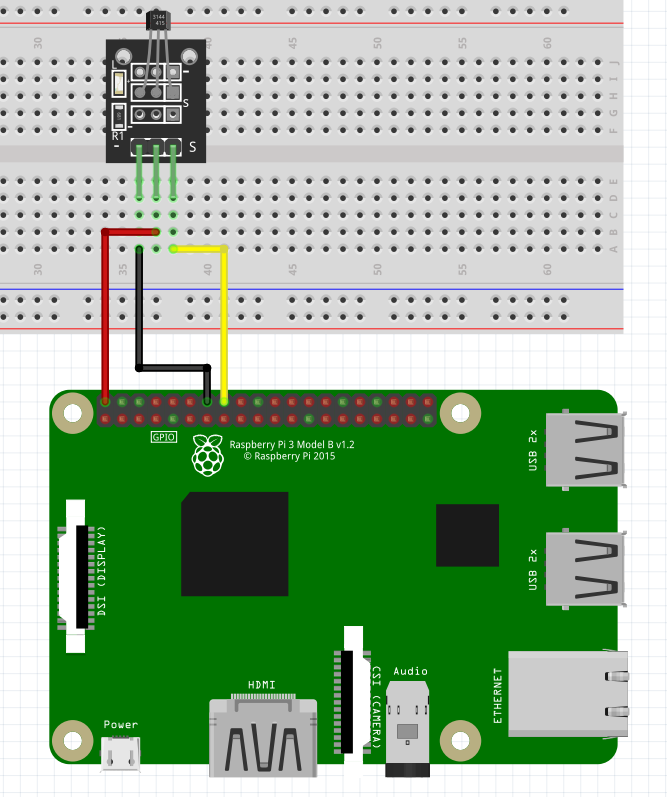 3144
415
30
40
45
50
55
60
J
I
H
G
F
L
-
S
R1
-
S
E
D
C
B
A
30
35
40
45
50
55
60
GPIO
Raspberry Pi 3 Model B v1.2
© Raspberry Pi 2015
USB 2x
USB 2x
DSI (DISPLAY)
ETHERNET
CSI (CAMERA)
Audio
HDMI
Power